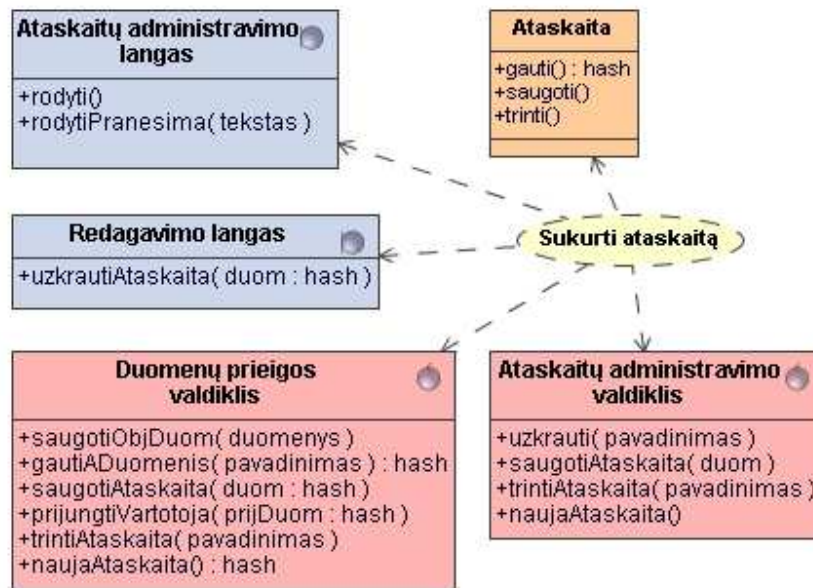 Ataskaitų administravimo
langas
+rodyti()
+rodytiPranesima( tekstas )
Ataskaita
+gauti() : hash
+saugoti()
+trinti()
Redagavimo langas
+uzkrautiAtaskaita( duom : hash )
Sukurti ataskaitą
Duomenų prieigos
valdiklis
+saugotiObjDuom( duomenys )
+gautiADuomenis( pavadinimas ) : hash
+saugotiAtaskaita( duom : hash )
+prijungtiVartotoja( prijDuom : hash )
+trintiAtaskaita( pavadinimas )
+naujaAtaskaita() : hash
Ataskaitų administravimo
valdiklis
+uzkrauti( pavadinimas )
+saugotiAtaskaita( duom )
+trintiAtaskaita( pavadinimas )
+naujaAtaskaita()